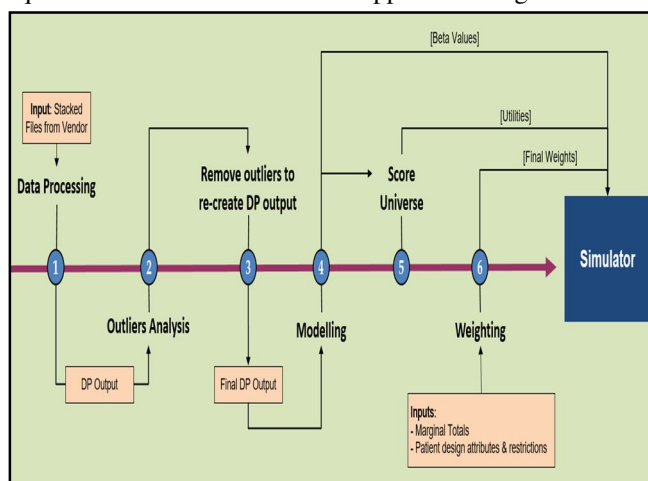 [Beta Values]
Input: Stacked
Files from Vendor
[Utilities]
[Final Weights]
Data Processing
Remove outliers to
re-create DP output
Score
Universe
Simulator
1
2
3
4
5
6
Outliers Analysis
Modelling
Weighting
DP Output
Final DP Output
Inputs:
- Marginal Totals
- Patient design attributes & restrictions